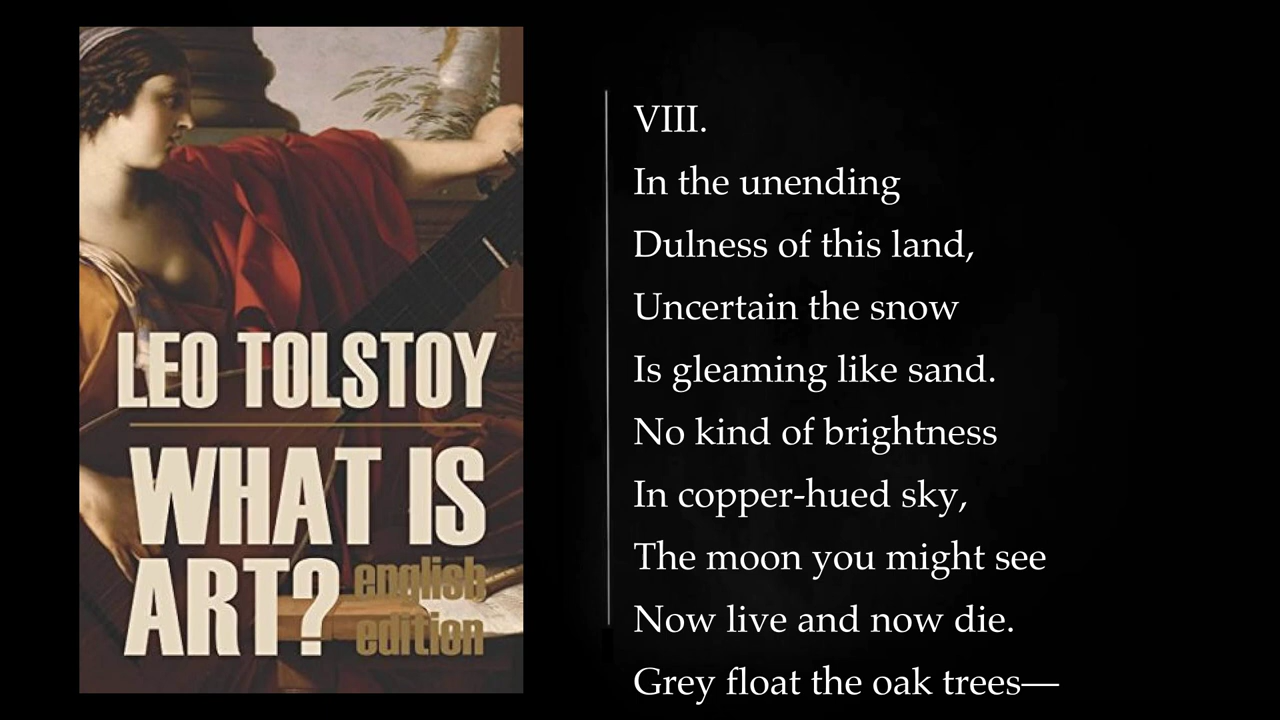 LEO TOLSTOY
WHAT IS
ART? english
edition
VIII.
In the unending
Dulness of this land,
Uncertain the snow
Is gleaming like sand.
No kind of brightness
In copper-hued sky,
The moon you might see
Now live and now die.
Grey float the oak trees—